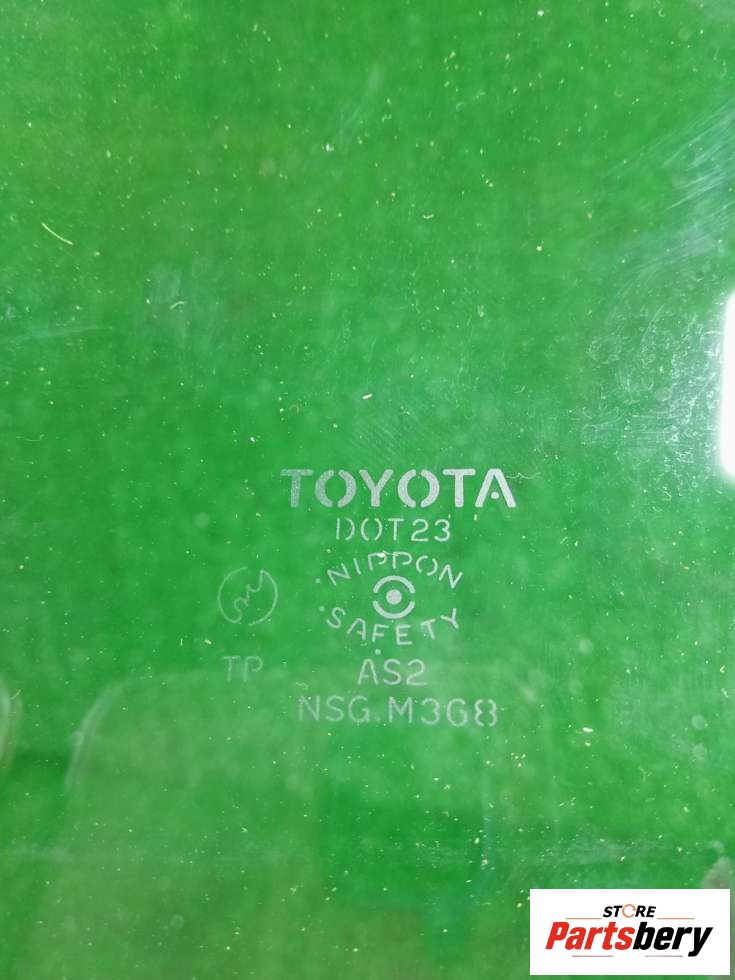 TOYOTA
DOT23
NIPPON
SAFETY
TP
AS2
NSG.M3G8
STORE
Partsbery